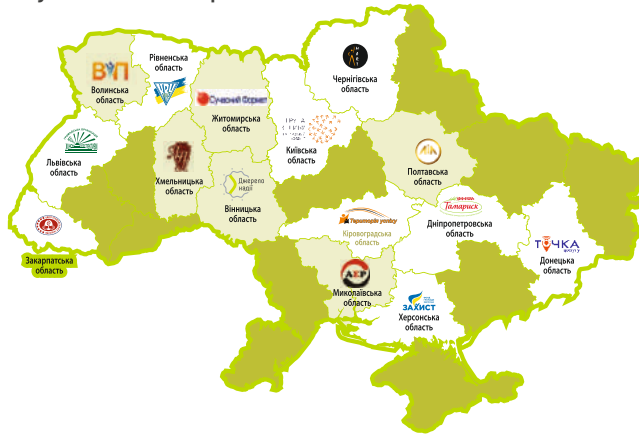 Рівненська
область
Чернігівська
область
ВІП
Волинська
область
Сучасний Формат
Житомирська
область
Київська
область
Львівська
область
Хмельницька
область
Полтавська
область
Джерело
надії
Вінницька
область
Тамариск
Дніпропетровська
область
Територія успіху
Кіровоградська
область
ТОЧКА
Донецька
область
Закарпатська
область
Миколаївська
область
ЗАХИСТ
Херсонська
область